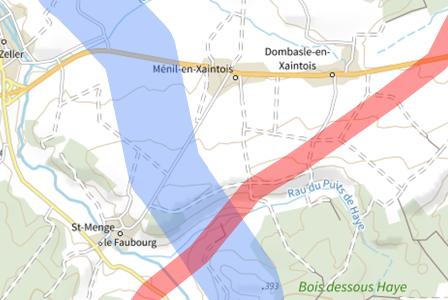 Zeller
Dombasle-en-
Xaintois
Ménil-en-Xaintois
Rau du Puits de Haye
St-Menge
le Faubourg
.393
Bois dessous Haye